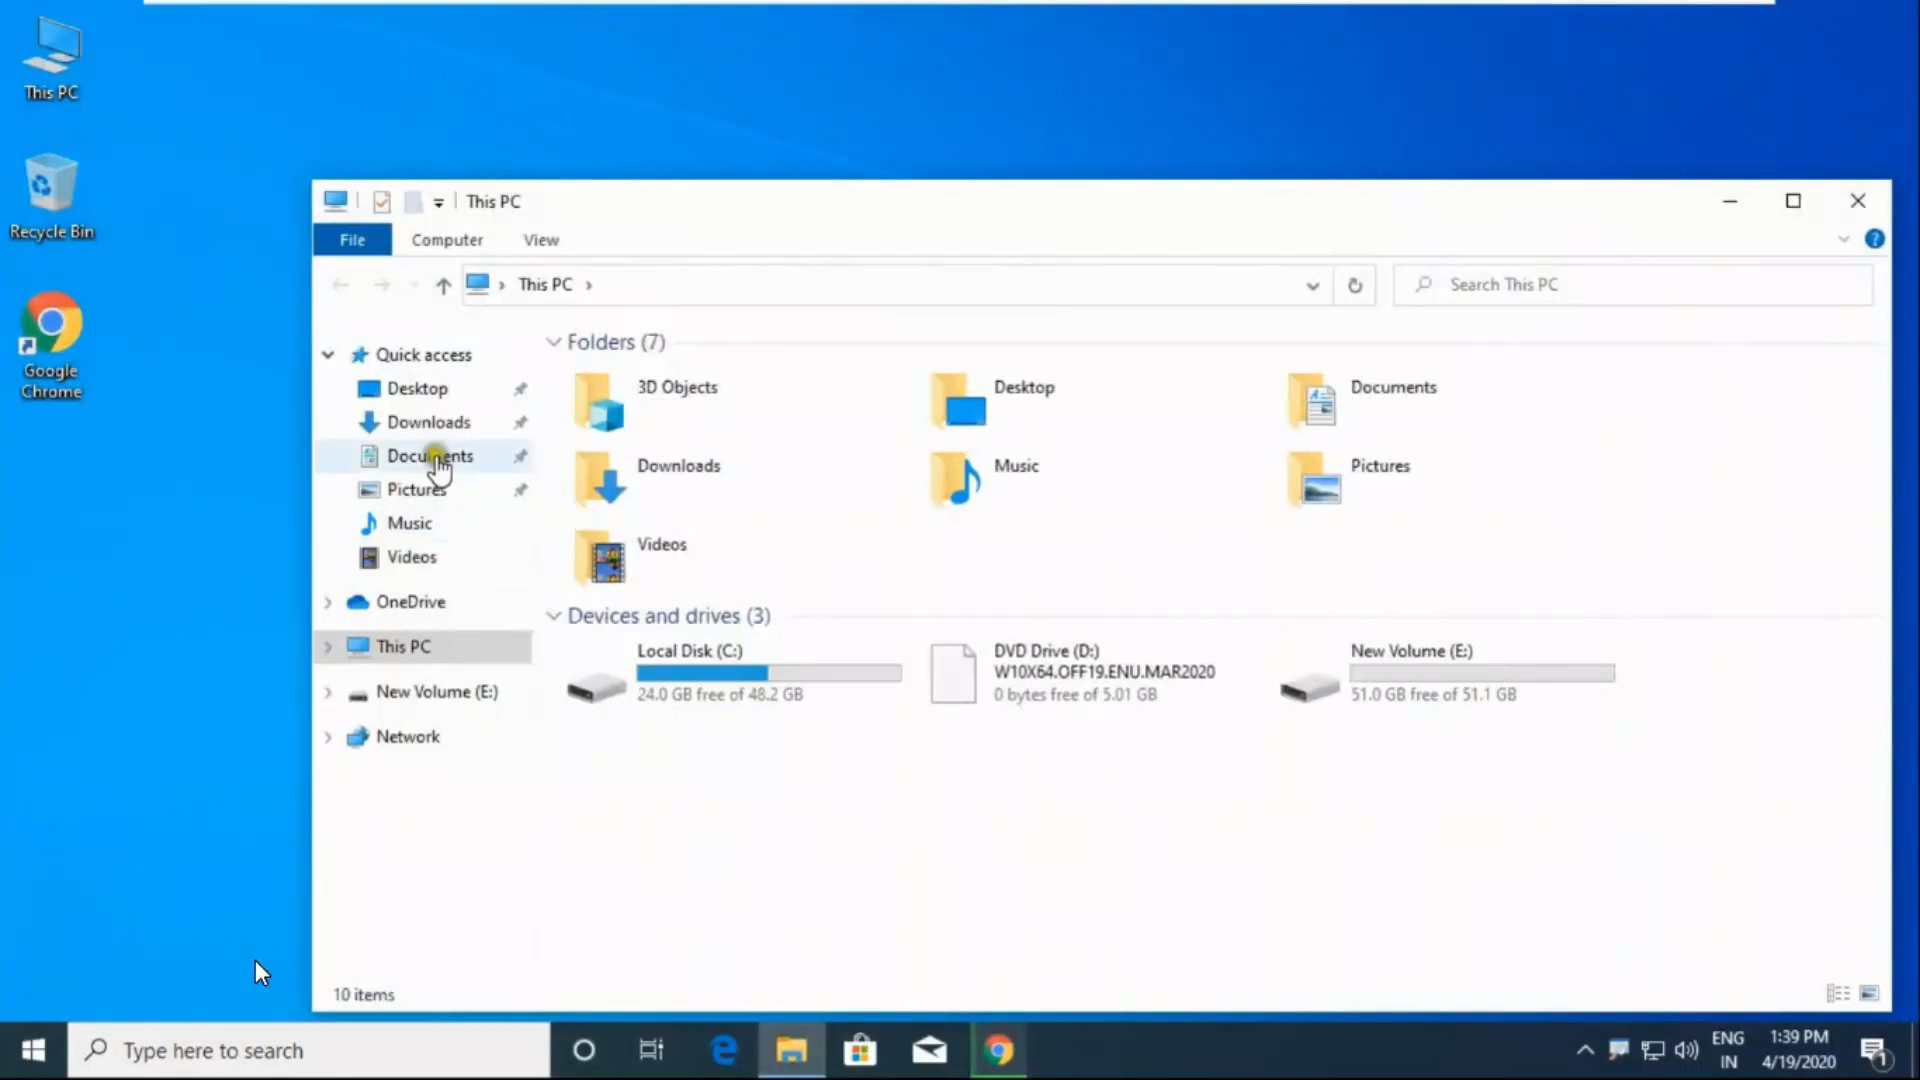 This PC
Recycle Bin
Google
Chrome
This PC
File
Computer
View
?
This PC
Search This PC
Quick access
Desktop
Downloads
Documents
Pictures
Music
Videos
OneDrive
This PC
New Volume (E:)
Network
Folders (7)
3D Objects
Desktop
Documents
Downloads
Music
Pictures
Videos
Devices and drives (3)
Local Disk (C:)
24.0 GB free of 48.2 GB
DVD Drive (D:)
W10X64.OFF19.ENU.MAR2020
0 bytes free of 5.01 GB
New Volume (E:)
51.0 GB free of 51.1 GB
10 items
Type here to search
ENG
IN
1:39 PM
4/19/2020
1